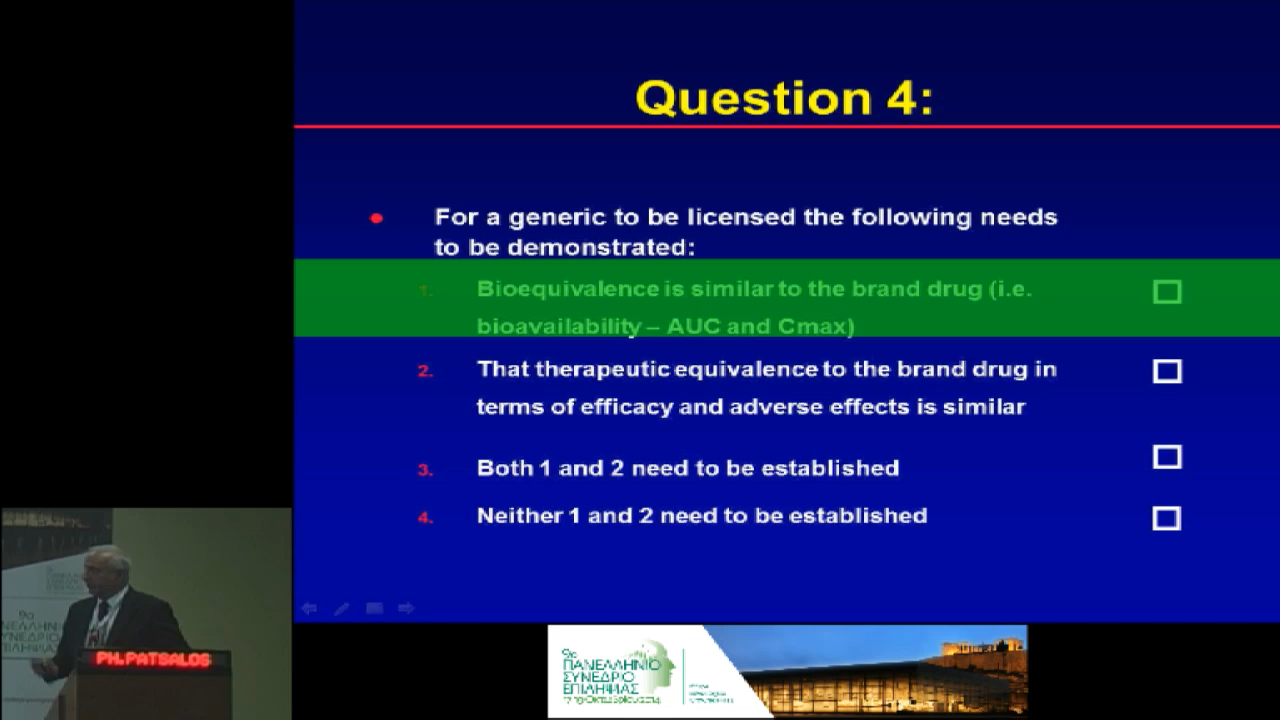 Question 4:
• For a generic to be licensed the following needs
to be demonstrated:
1. Bioequivalence is similar to the brand drug (i.e.
bioavailability – AUC and Cmax)
2. That therapeutic equivalence to the brand drug in
terms of efficacy and adverse effects is similar
3. Both 1 and 2 need to be established
4. Neither 1 and 2 need to be established
PH.PATSALOS
9ο
ΠΑΝΕΛΛΗΝΙΟ
ΣΥΝΕΔΡΙΟ
ΕΠΙΛΗΨΙΑΣ